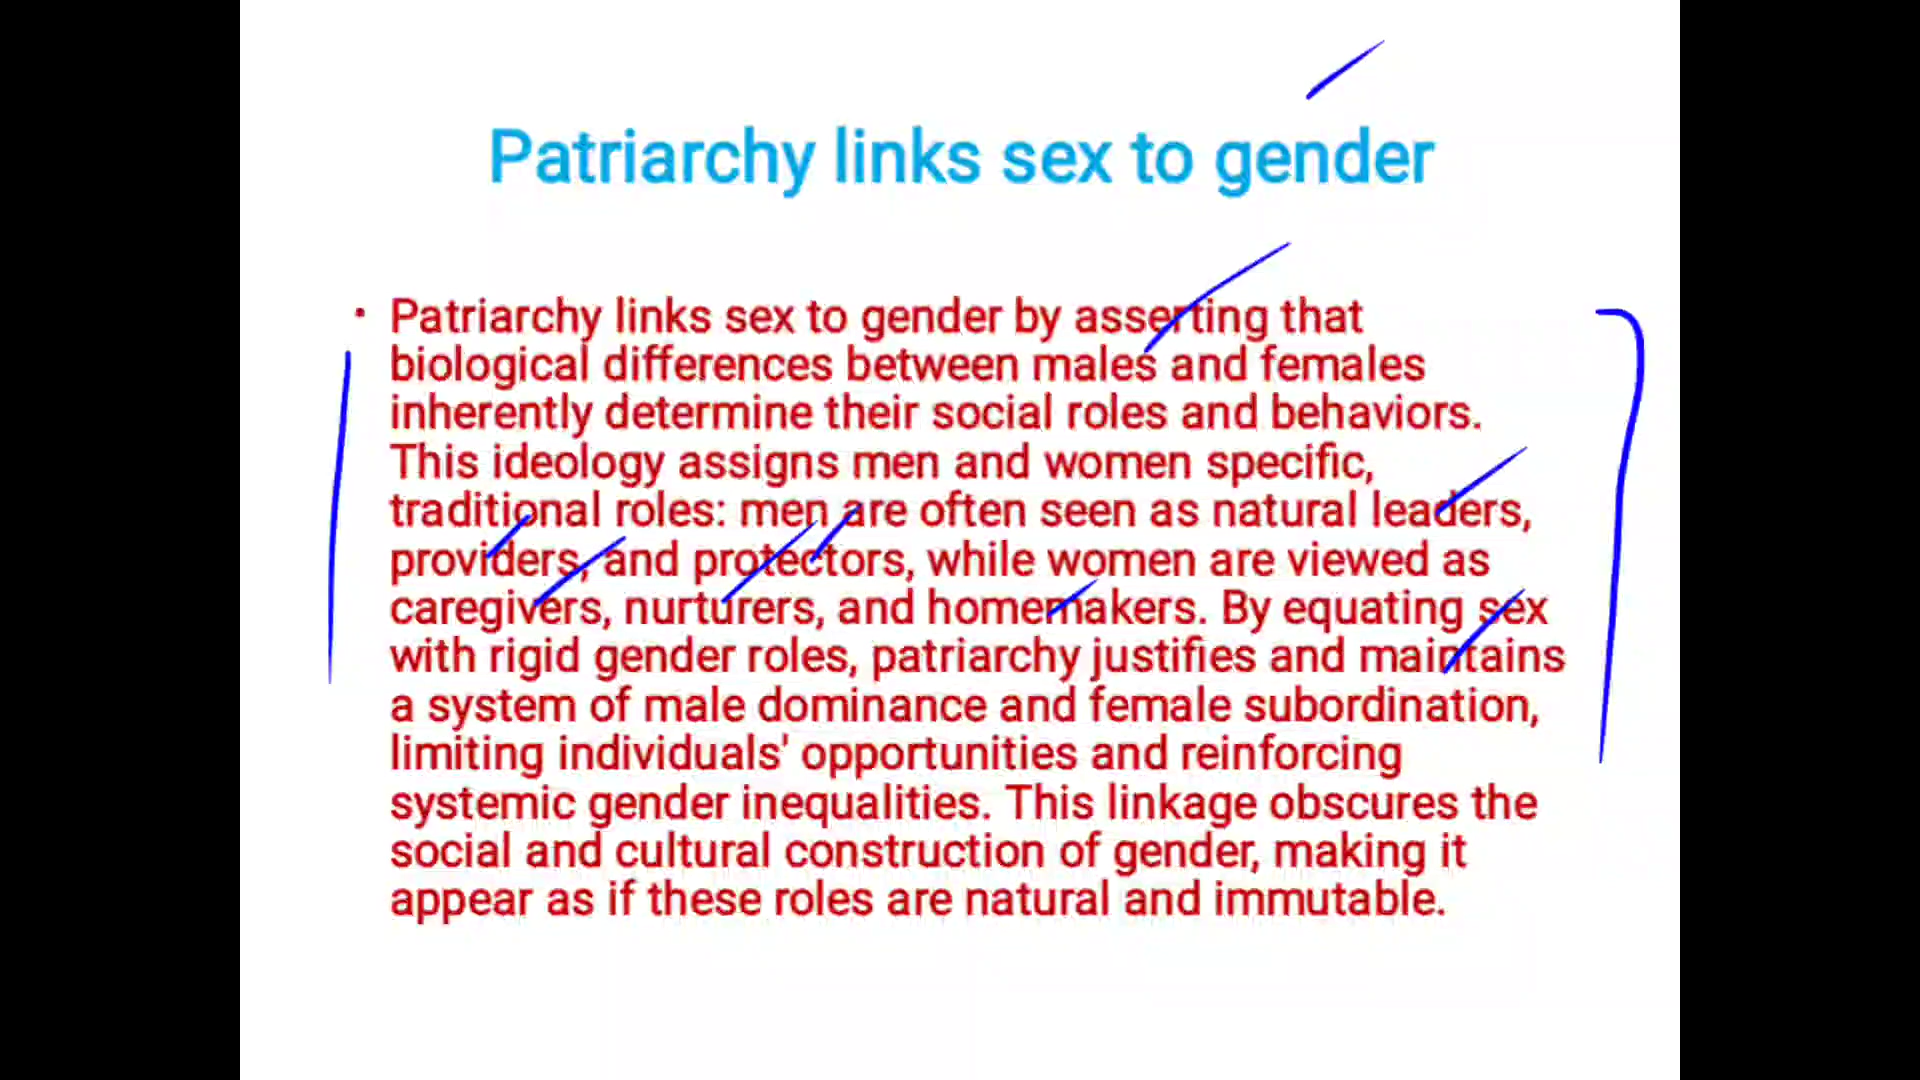 Patriarchy links sex to gender
• Patriarchy links sex to gender by asserting that
biological differences between males and females
inherently determine their social roles and behaviors.
This ideology assigns men and women specific,
traditional roles: men are often seen as natural leaders,
providers, and protectors, while women are viewed as
caregivers, nurturers, and homemakers. By equating sex
with rigid gender roles, patriarchy justifies and maintains
a system of male dominance and female subordination,
limiting individuals' opportunities and reinforcing
systemic gender inequalities. This linkage obscures the
social and cultural construction of gender, making it
appear as if these roles are natural and immutable.